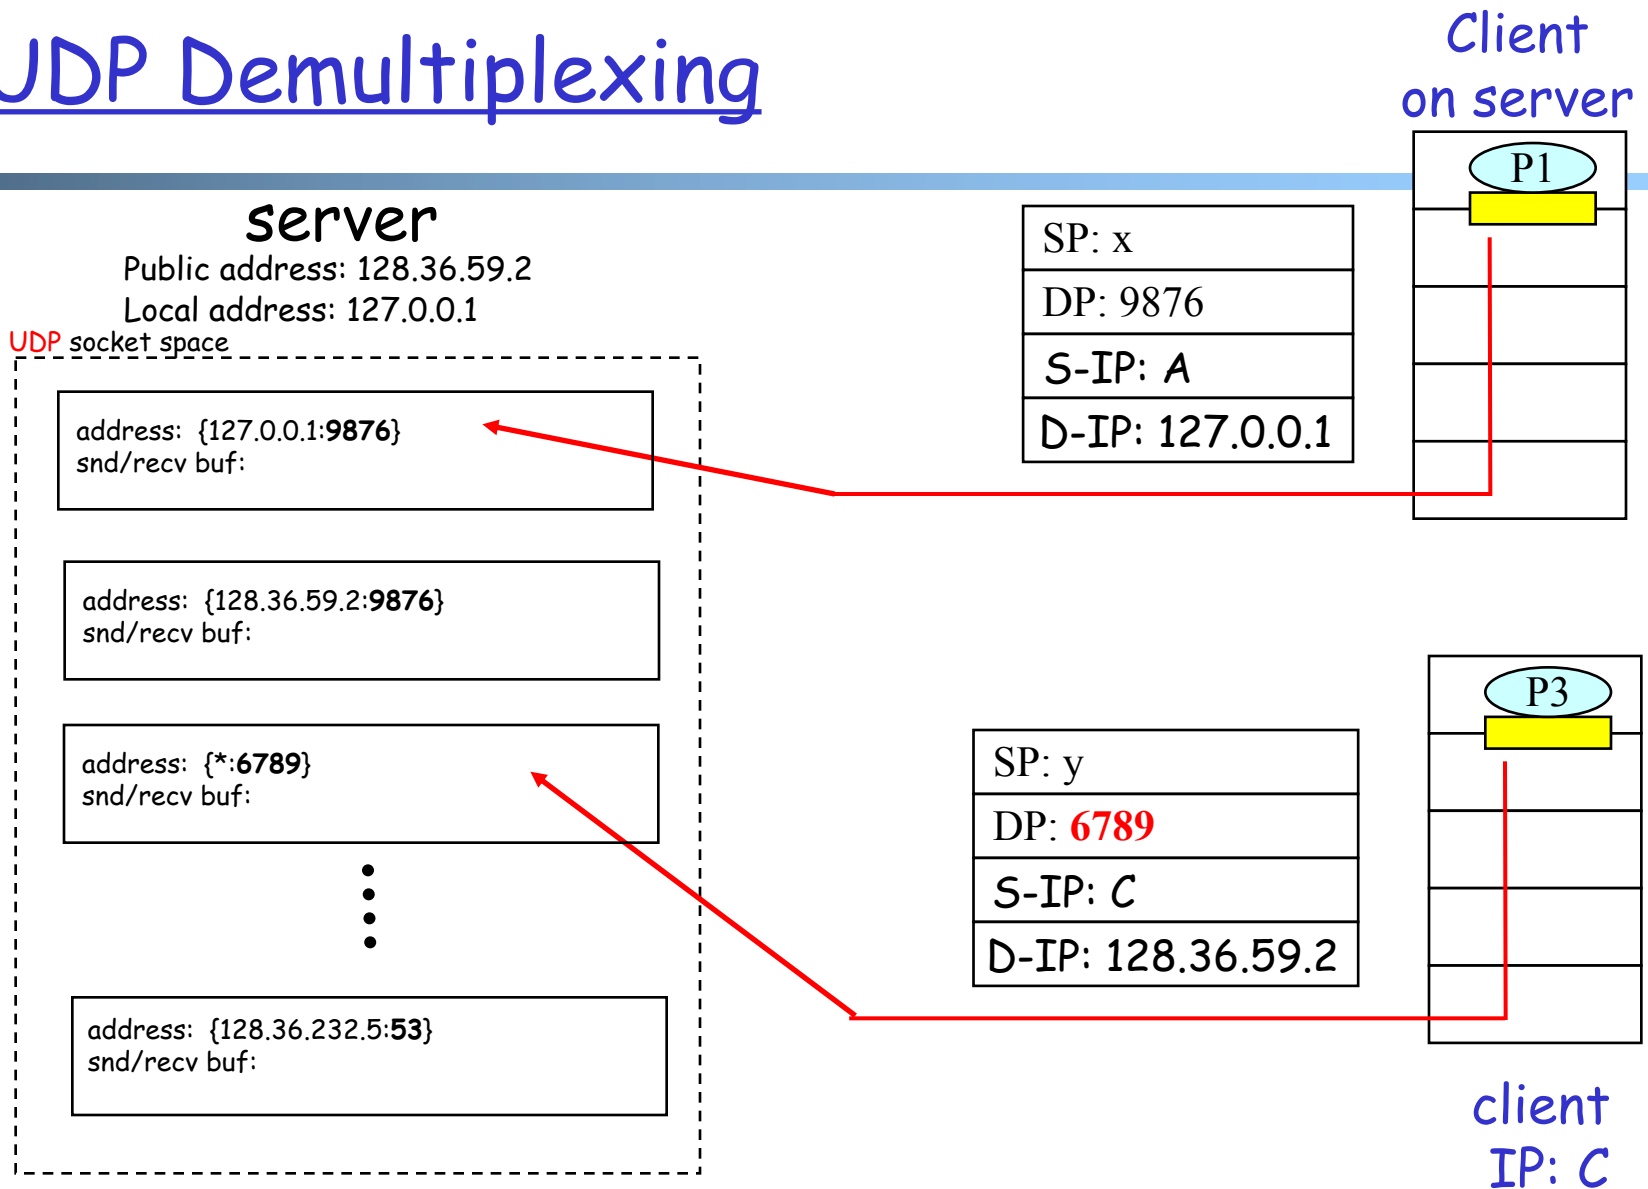 UDP Demultiplexing
Client
on server
server
Public address: 128.36.59.2
Local address: 127.0.0.1
UDP socket space
address: {127.0.0.1:9876}
snd/recv buf:
address: {128.36.59.2:9876}
snd/recv buf:
address: {*:6789}
snd/recv buf:
address: {128.36.232.5:53}
snd/recv buf:
SP: x
DP: 9876
S-IP: A
D-IP: 127.0.0.1
P1
SP: y
DP: 6789
S-IP: C
D-IP: 128.36.59.2
P3
client
IP: C